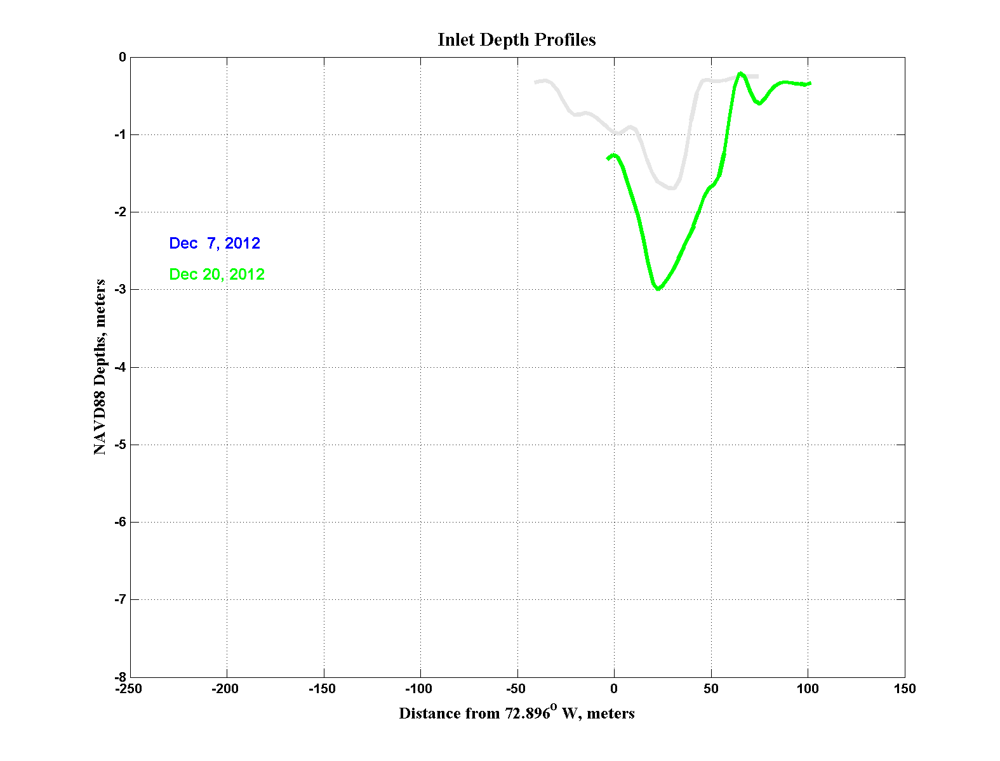 Inlet Depth Profiles
0
-1
-2
-3
-4
-5
-6
-7
-8
NAVD88 Depths, meters
Dec  7, 2012
Dec 20, 2012
-250 -200 -150 -100 -50 0 50 100 150
Distance from 72.896º W, meters